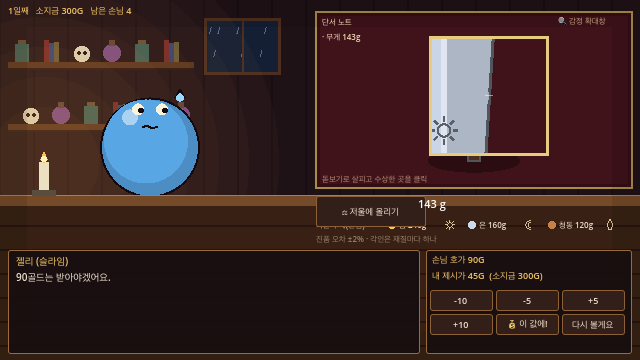 1일째 소지금 300G 남은 손님 4
단서 노트
🔍 감정 확대창
· 무게 143g
돋보기로 살피고 수상한 곳을 클릭
143 g
⚖ 저울에 올리기
은 160g
청동 120g
진품 오차 ±2% · 각인은 재질마다 하나
젤리 (슬라임)
90골드는 받아야겠어요.
손님 호가 90G
내 제시가 45G (소지금 300G)
-10
-5
+5
+10
💰 이 값에!
다시 볼게요